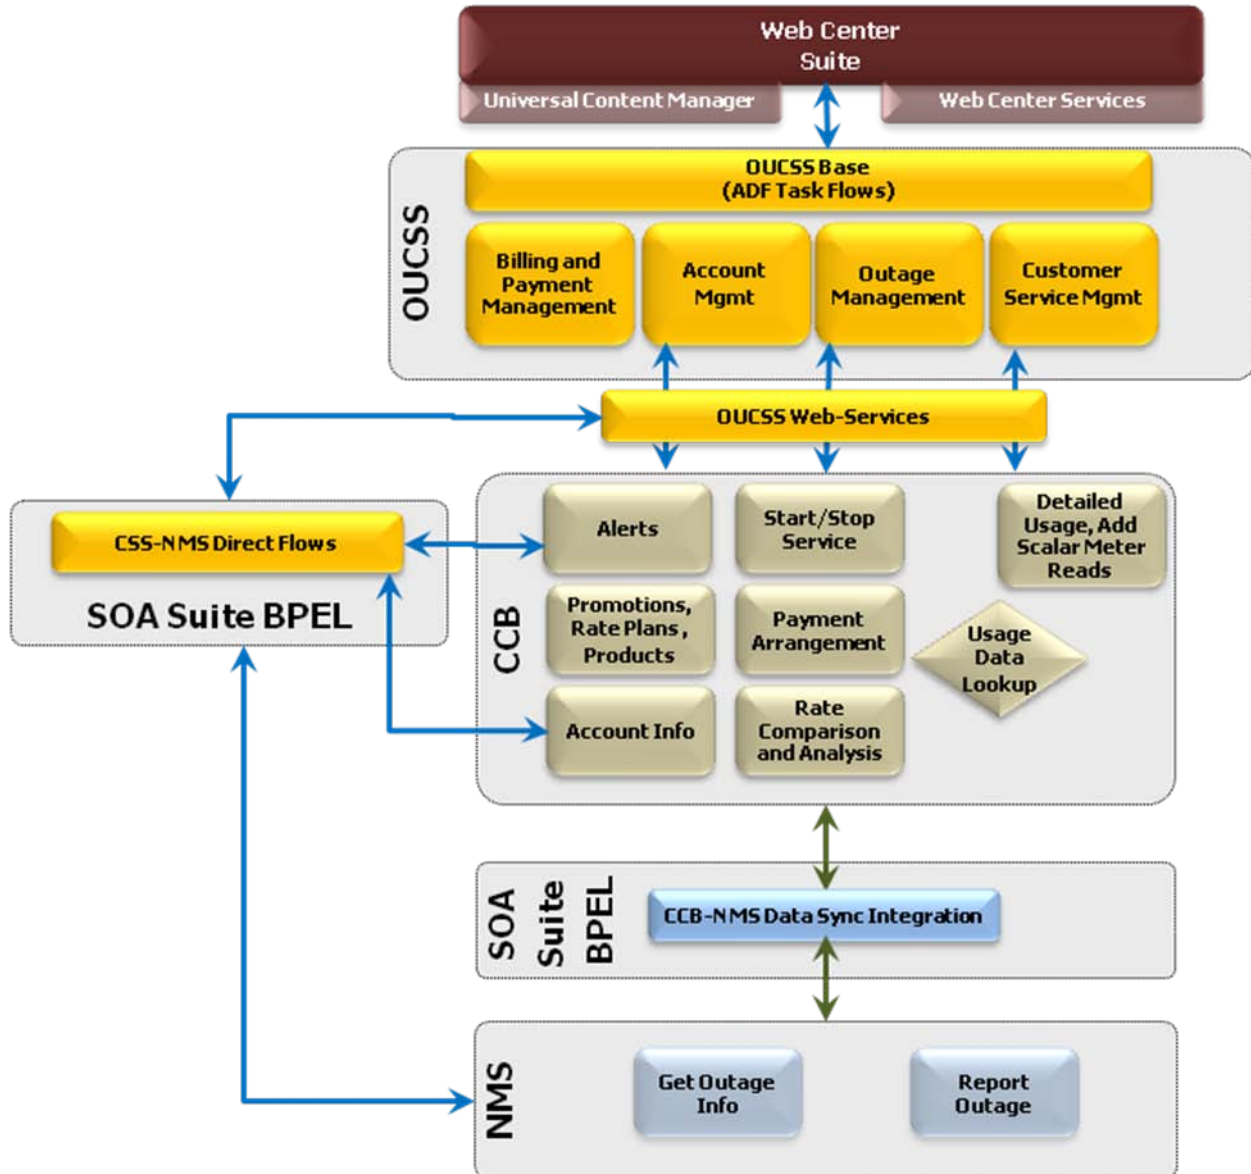 Web Center
Suite
Universal Content Manager
Web Center Services
OUCSS
OUCSS Base
(ADF Task Flows)
Billing and
Payment
Management
Account
Mgmt
Outage
Management
Customer
Service Mgmt
OUCSS Web-Services
CSS-NMS Direct Flows
SOA Suite BPEL
CCB
Alerts
Start/Stop
Service
Detailed
Usage, Add
Scalar Meter
Reads
Promotions,
Rate Plans ,
Products
Payment
Arrangement
Usage
Data
Lookup
Account Info
Rate
Comparison
and Analysis
SOA
Suite
BPEL
CCB-NMS Data Sync Integration
NMS
Get Outage
Info
Report
Outage